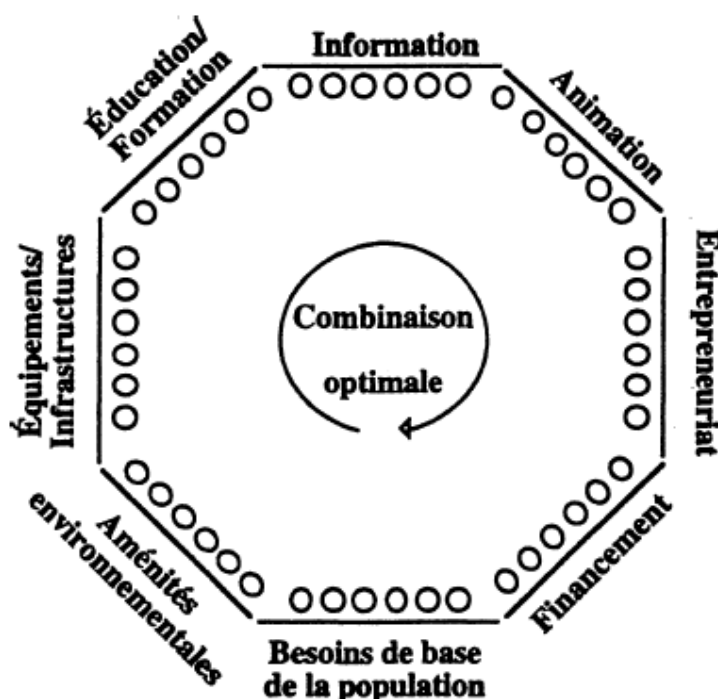 Information
Éducation/
Formation
Animation
Équipements/
Infrastructures
Entrepreneuriat
Combinaison
optimale
Aménités
environnementales
Financement
Besoins de base
de la population